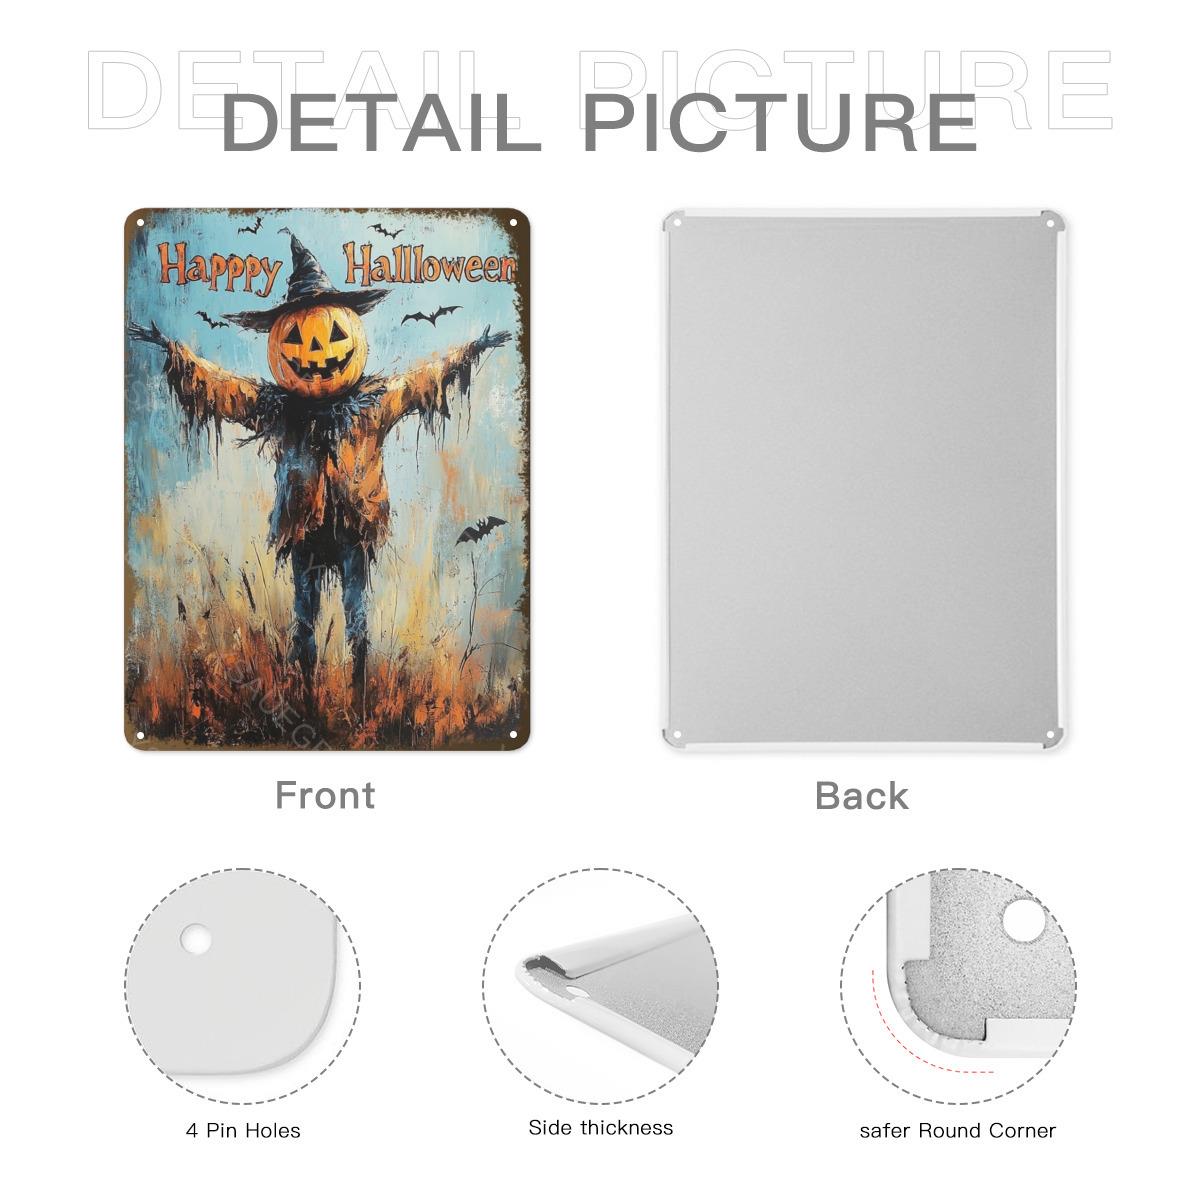 DETAIL PICTURE
DETAIL PICTURE
Happpy Hallloween
Front
Back
4 Pin Holes
Side thickness
safer Round Corner